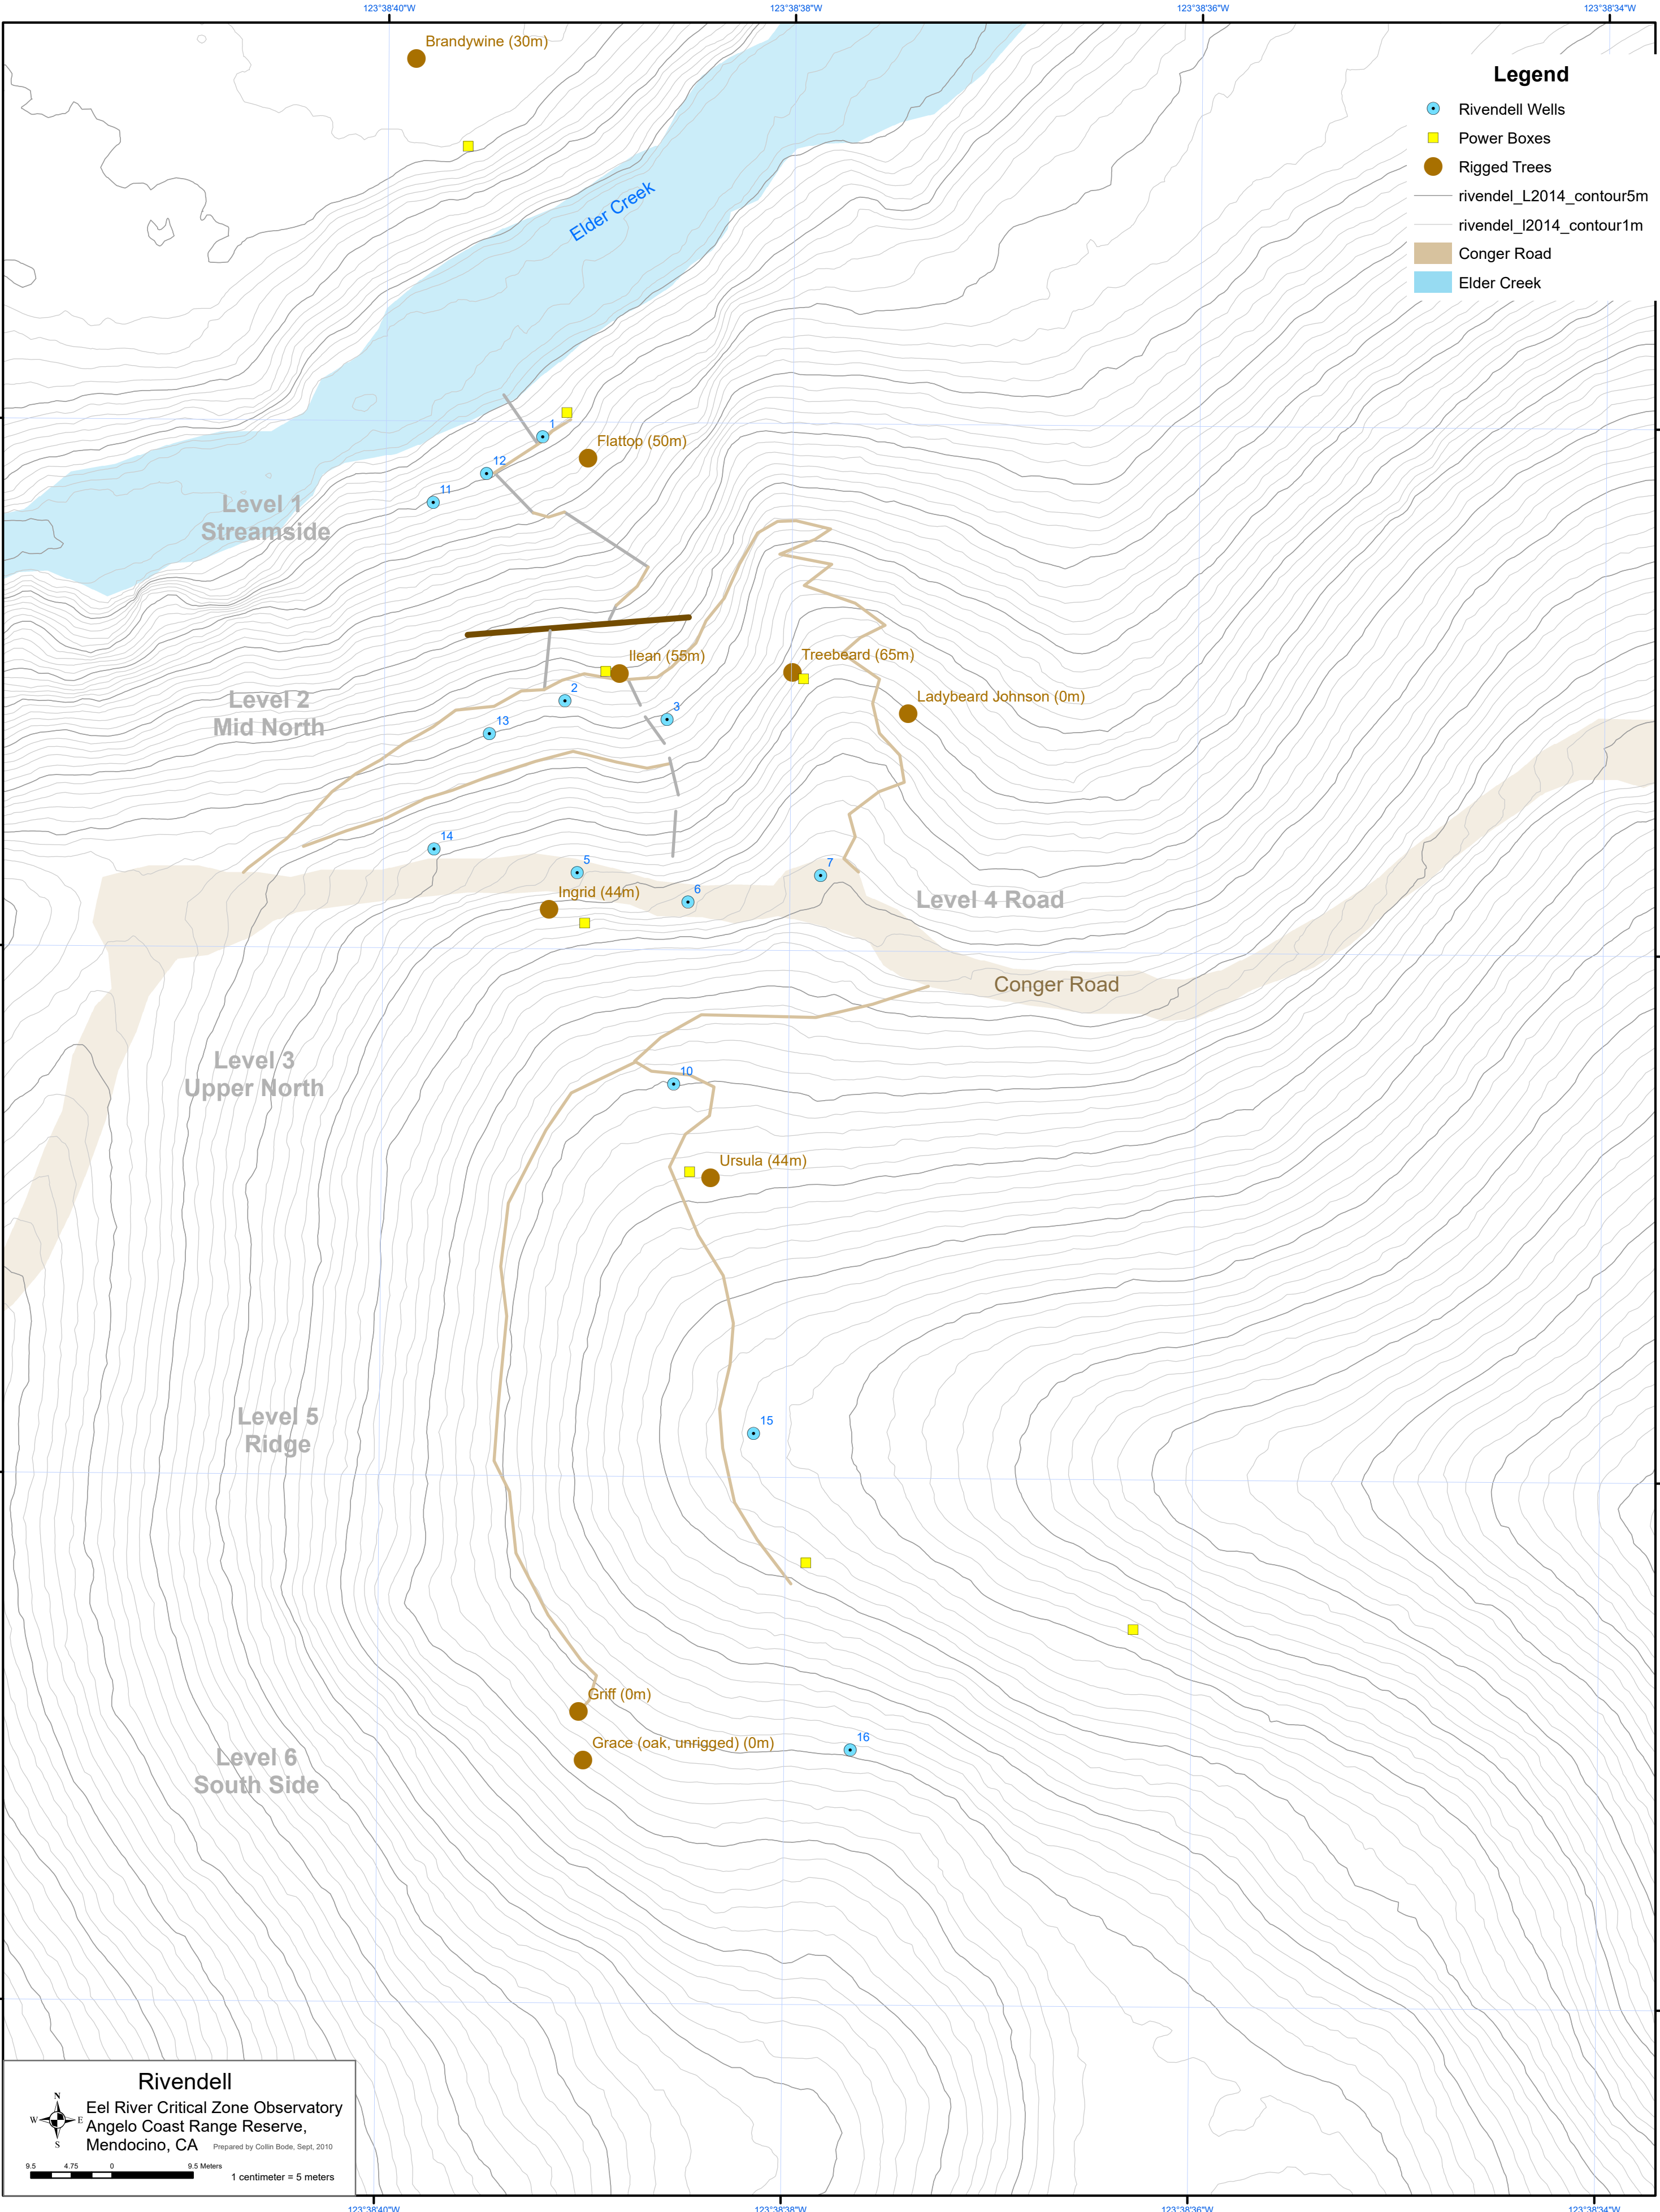 123°38'40"W
123°38'38"W
123°38'36"W
123°38'34"W
Brandywine (30m)
Legend
Rivendell Wells
Power Boxes
Rigged Trees
rivendel_L2014_contour5m
rivendel_l2014_contour1m
Conger Road
Elder Creek
Elder Creek
1
Flattop (50m)
12
11
Level 1
Streamside
Ilean (55m)
Treebeard (65m)
2
Ladybeard Johnson (0m)
Level 2
Mid North
3
13
14
5
7
Ingrid (44m)
6
Level 4 Road
Conger Road
Level 3
Upper North
10
Ursula (44m)
Level 5
Ridge
15
Griff (0m)
Grace (oak, unrigged) (0m)
16
Level 6
South Side
Rivendell
N
W
E
S
Eel River Critical Zone Observatory
Angelo Coast Range Reserve,
Mendocino, CA
Prepared by Collin Bode, Sept, 2010
9.5 4.75 0 9.5 Meters
1 centimeter = 5 meters
123°38'40"W
123°38'38"W
123°38'36"W
123°38'34"W